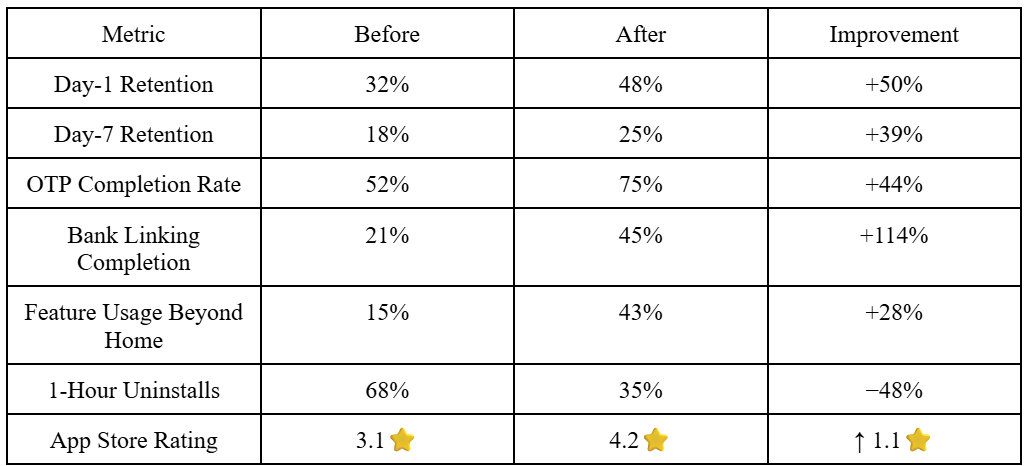 Metric Before After Improvement
Day-1 Retention 32% 48% +50%
Day-7 Retention 18% 25% +39%
OTP Completion Rate 52% 75% +44%
Bank Linking
Completion 21% 45% +114%
Feature Usage Beyond
Home 15% 43% +28%
1-Hour Uninstalls 68% 35% −48%
App Store Rating 3.1⭐ 4.2⭐ ↑ 1.1⭐